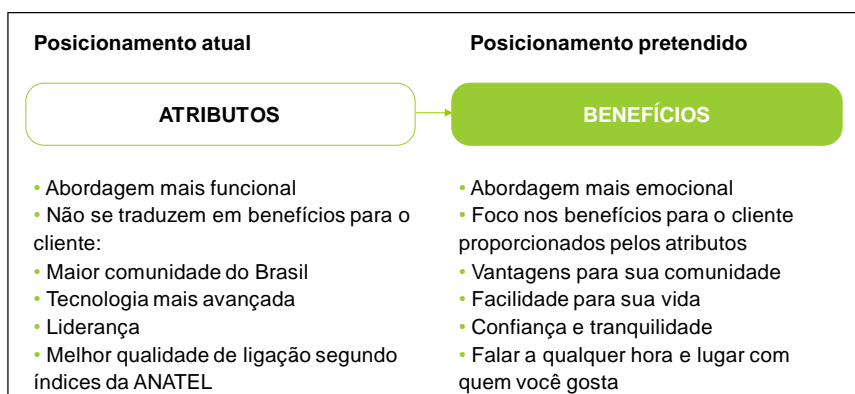 Posicionamento atual
ATRIBUTOS
• Abordagem mais funcional
• Não se traduzem em benefícios para o
cliente:
• Maior comunidade do Brasil
• Tecnologia mais avançada
• Liderança
• Melhor qualidade de ligação segundo
índices da ANATEL
Posicionamento pretendido
BENEFÍCIOS
• Abordagem mais emocional
• Foco nos benefícios para o cliente
proporcionados pelos atributos
• Vantagens para sua comunidade
• Facilidade para sua vida
• Confiança e tranquilidade
• Falar a qualquer hora e lugar com
quem você gosta